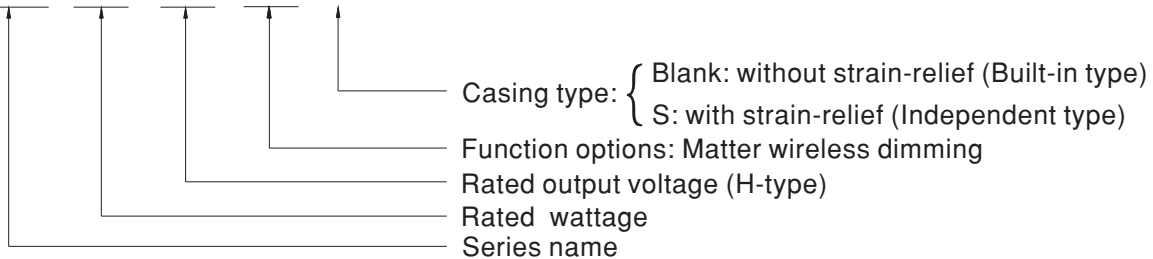 Blank: without strain-relief (Built-in type)
Casing type:
S: with strain-relief (Independent type)
Function options: Matter wireless dimming
Rated output voltage (H-type)
Rated wattage
Series name